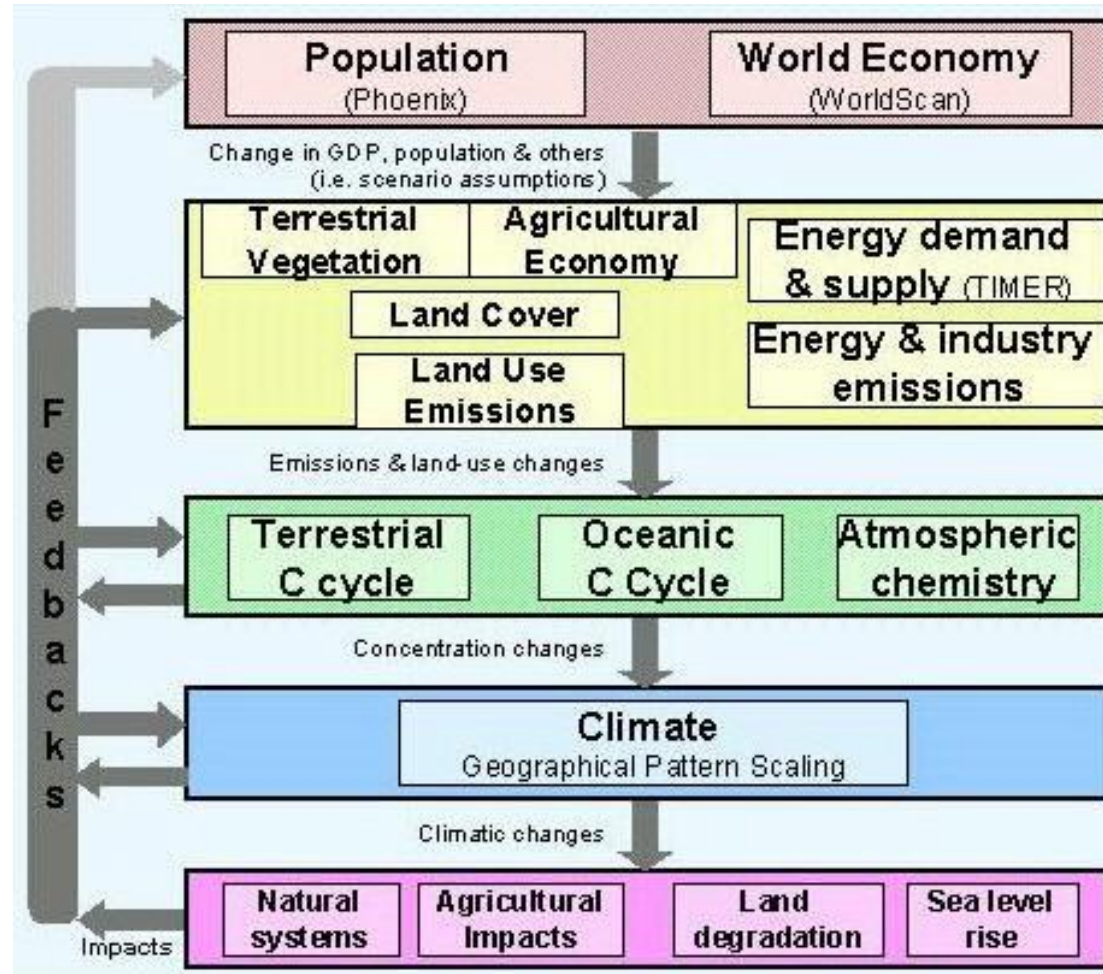 Population
(Phoenix)
World Economy
(WorldScan)
Change in GDP, population & others
(i.e. scenario assumptions)
Terrestrial
Vegetation
Agricultural
Economy
Energy demand
& supply (TIMER)
Land Cover
Energy & industry
emissions
Land Use
Emissions
Emissions & land-use changes
Terrestrial
C cycle
Oceanic
C Cycle
Atmospheric
chemistry
Concentration changes
Climate
Geographical Pattern Scaling
Climatic changes
Natural
systems
Agricultural
Impacts
Land
degradation
Sea level
rise
Impacts
Feedbacks